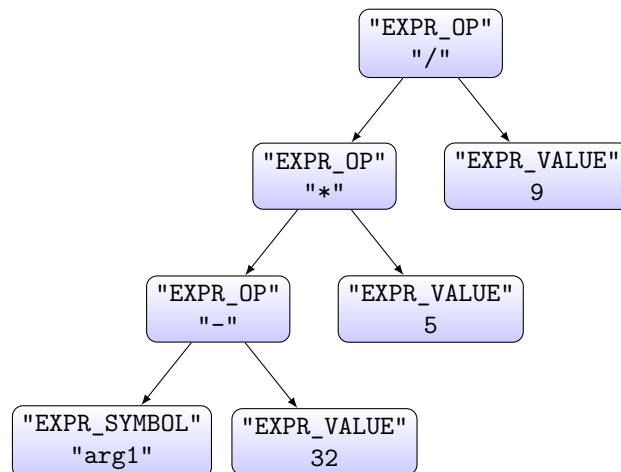 "EXPR_OP"
"/"
"EXPR_OP"
"*"
"EXPR_VALUE"
9
"EXPR_OP"
"-"
"EXPR_VALUE"
5
"EXPR_SYMBOL"
"arg1"
"EXPR_VALUE"
32